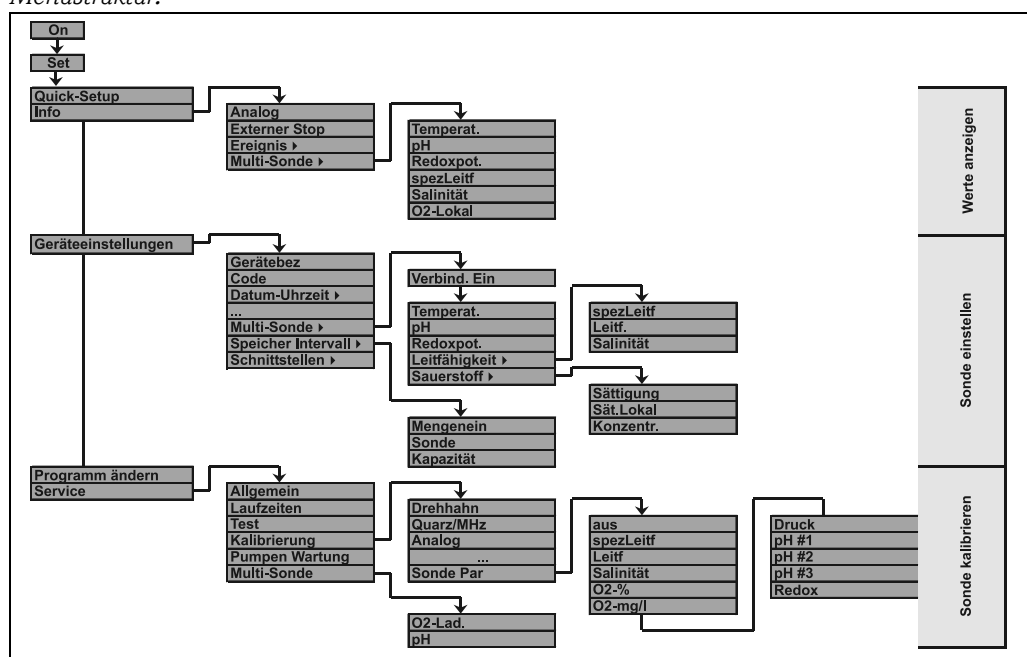 Menüstruktur:
On
Set
Quick-Setup
Info
Analog
Externer Stop
Ereignis ▸
Multi-Sonde ▸
Temperat.
pH
Redoxpot.
spezLeitf
Salinität
O2-Lokal
Werte anzeigen
Geräteeinstellungen
Gerätebez
Code
Datum-Uhrzeit ▸
...
Multi-Sonde ▸
Speicher Intervall ▸
Schnittstellen ▸
Verbind. Ein
Temperat.
pH
Redoxpot.
Leitfähigkeit ▸
Sauerstoff ▸
spezLeitf
Leitf.
Salinität
Sättigung
Sät.Lokal
Konzentr.
Mengenein
Sonde
Kapazität
Sonde einstellen
Programm ändern
Service
Allgemein
Laufzeiten
Test
Kalibrierung
Pumpen Wartung
Multi-Sonde
Drehhahn
Quarz/MHz
Analog
...
Sonde Par
aus
spezLeitf
Leitf
Salinität
O2-%
O2-mg/l
Druck
pH #1
pH #2
pH #3
Redox
O2-Lad.
pH
Sonde kalibrieren